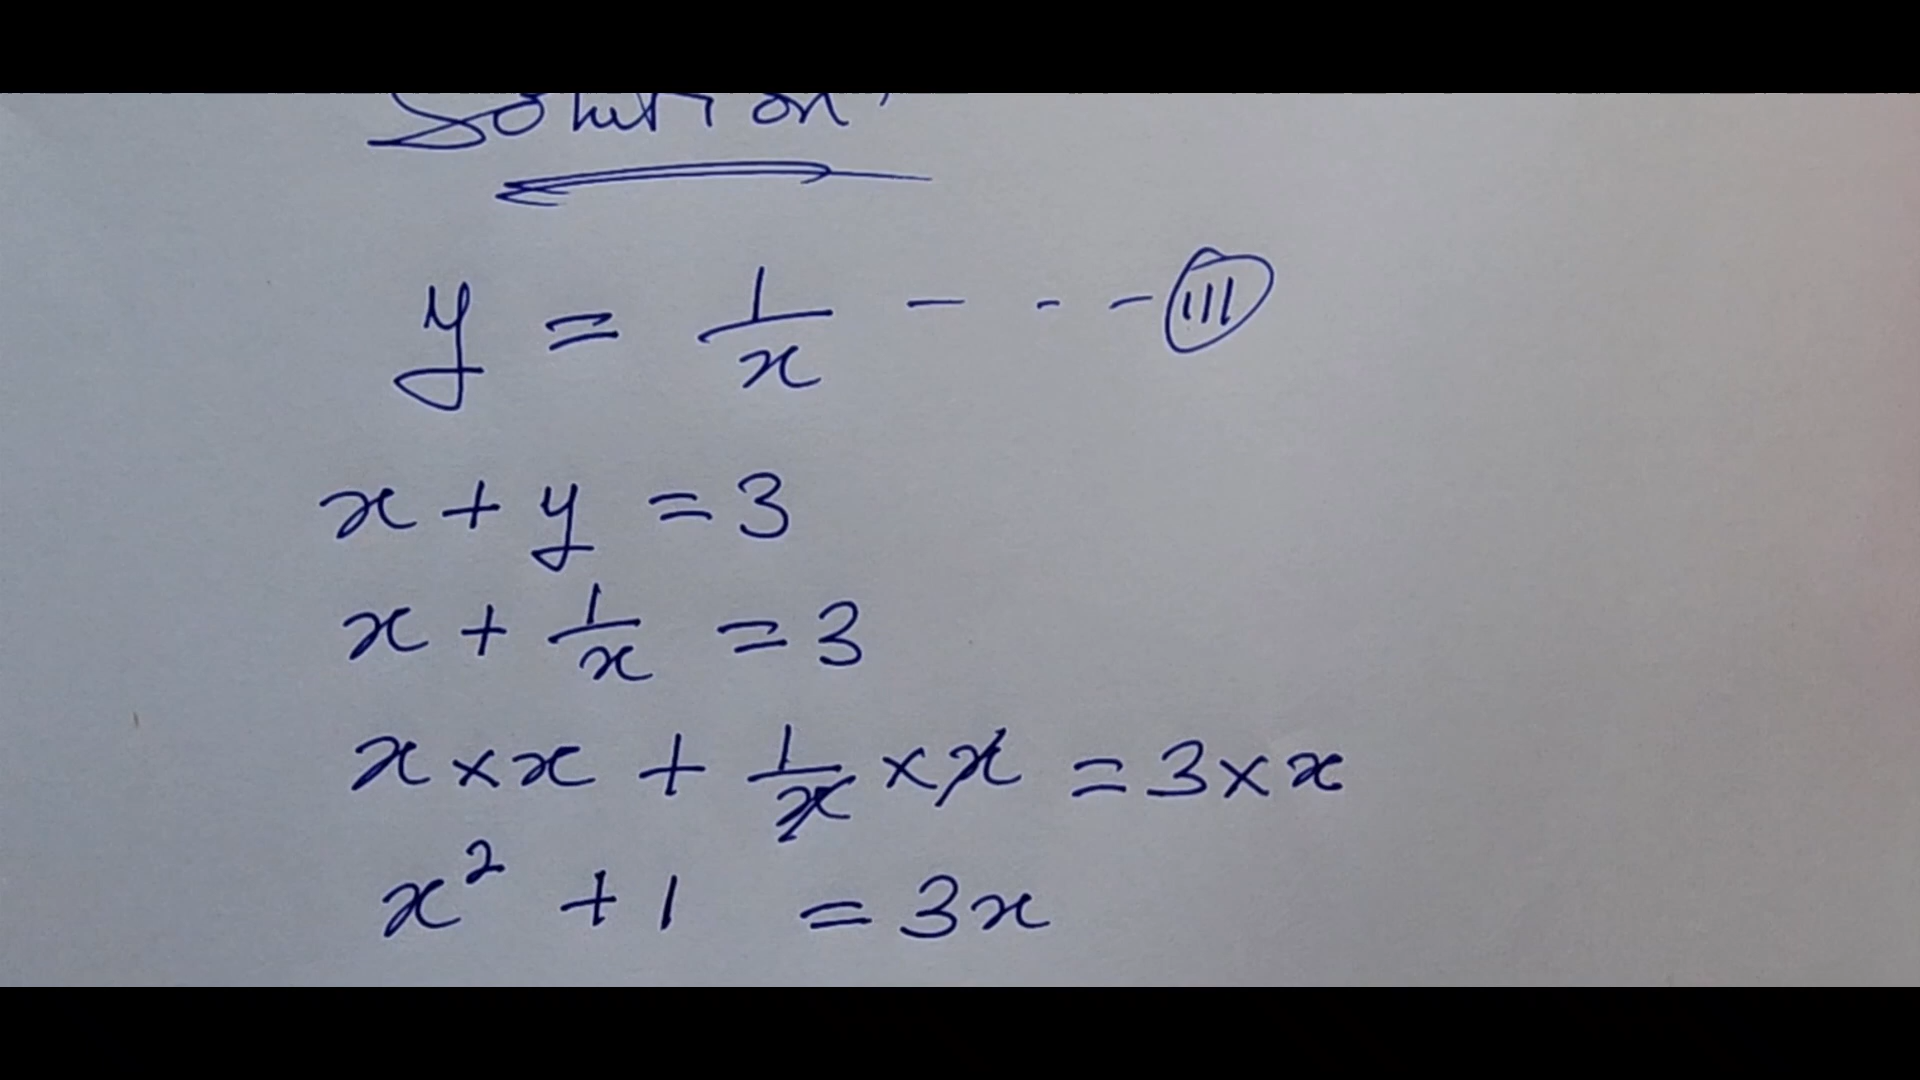 Solution'
y = 1/x - - - (III)
x + y = 3
x + 1/x = 3
x × x + 1/x × x = 3 × x
x² + 1 = 3x